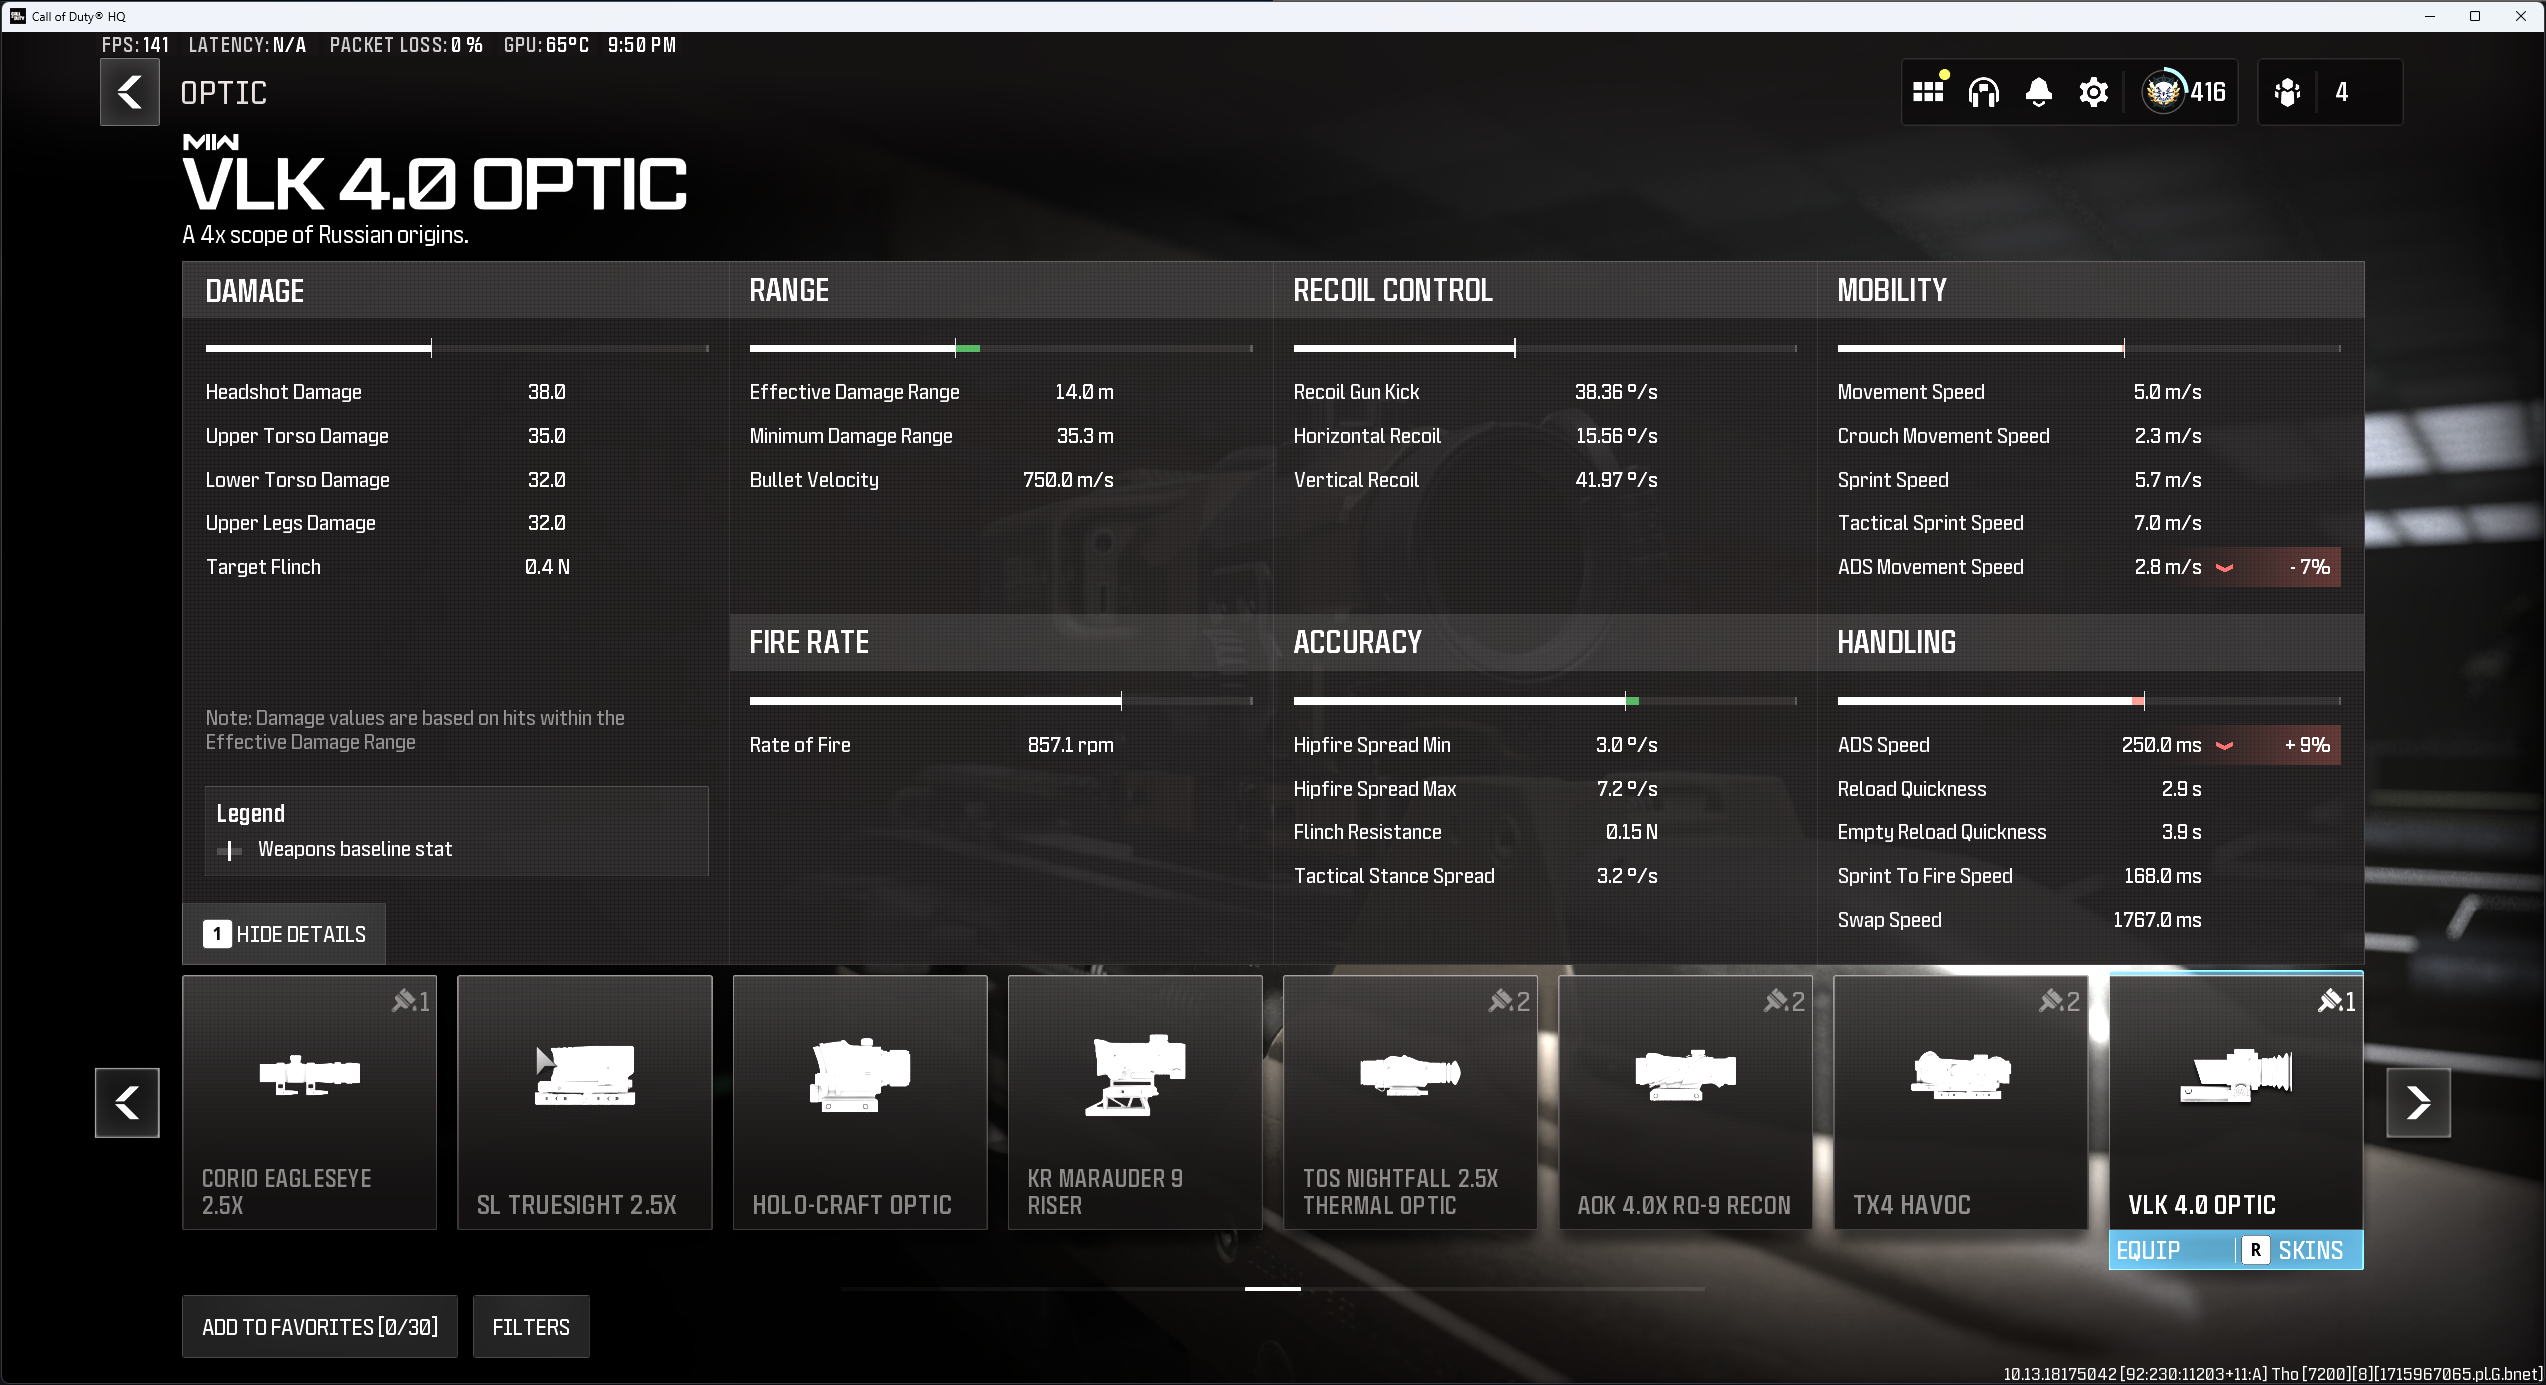 Call of Duty® HQ
FPS: 141 LATENCY: N/A PACKET LOSS: 0 % GPU: 65ºC 9:50 PM
OPTIC
416
4
MW
VLK 4.0 OPTIC
A 4x scope of Russian origins.
DAMAGE
Headshot Damage 38.0
Upper Torso Damage 35.0
Lower Torso Damage 32.0
Upper Legs Damage 32.0
Target Flinch 0.4 N
Note: Damage values are based on hits within the
Effective Damage Range
Legend
Weapons baseline stat
1 HIDE DETAILS
RANGE
Effective Damage Range 14.0 m
Minimum Damage Range 35.3 m
Bullet Velocity 750.0 m/s
FIRE RATE
Rate of Fire 857.1 rpm
RECOIL CONTROL
Recoil Gun Kick 38.36 º/s
Horizontal Recoil 15.56 º/s
Vertical Recoil 41.97 º/s
ACCURACY
Hipfire Spread Min 3.0 º/s
Hipfire Spread Max 7.2 º/s
Flinch Resistance 0.15 N
Tactical Stance Spread 3.2 º/s
MOBILITY
Movement Speed 5.0 m/s
Crouch Movement Speed 2.3 m/s
Sprint Speed 5.7 m/s
Tactical Sprint Speed 7.0 m/s
ADS Movement Speed 2.8 m/s - 7%
HANDLING
ADS Speed 250.0 ms + 9%
Reload Quickness 2.9 s
Empty Reload Quickness 3.9 s
Sprint To Fire Speed 168.0 ms
Swap Speed 1767.0 ms
1
CORIO EAGLESEYE
2.5X
SL TRUESIGHT 2.5X
HOLO-CRAFT OPTIC
KR MARAUDER 9
RISER
2
TOS NIGHTFALL 2.5X
THERMAL OPTIC
2
AOK 4.0X RO-9 RECON
2
TX4 HAVOC
1
VLK 4.0 OPTIC
EQUIP R SKINS
ADD TO FAVORITES [0/30]
FILTERS
10.13.18175042 [92:230:11203+11:A] Tho [7200][8][1715967065.pl.G.bnet]